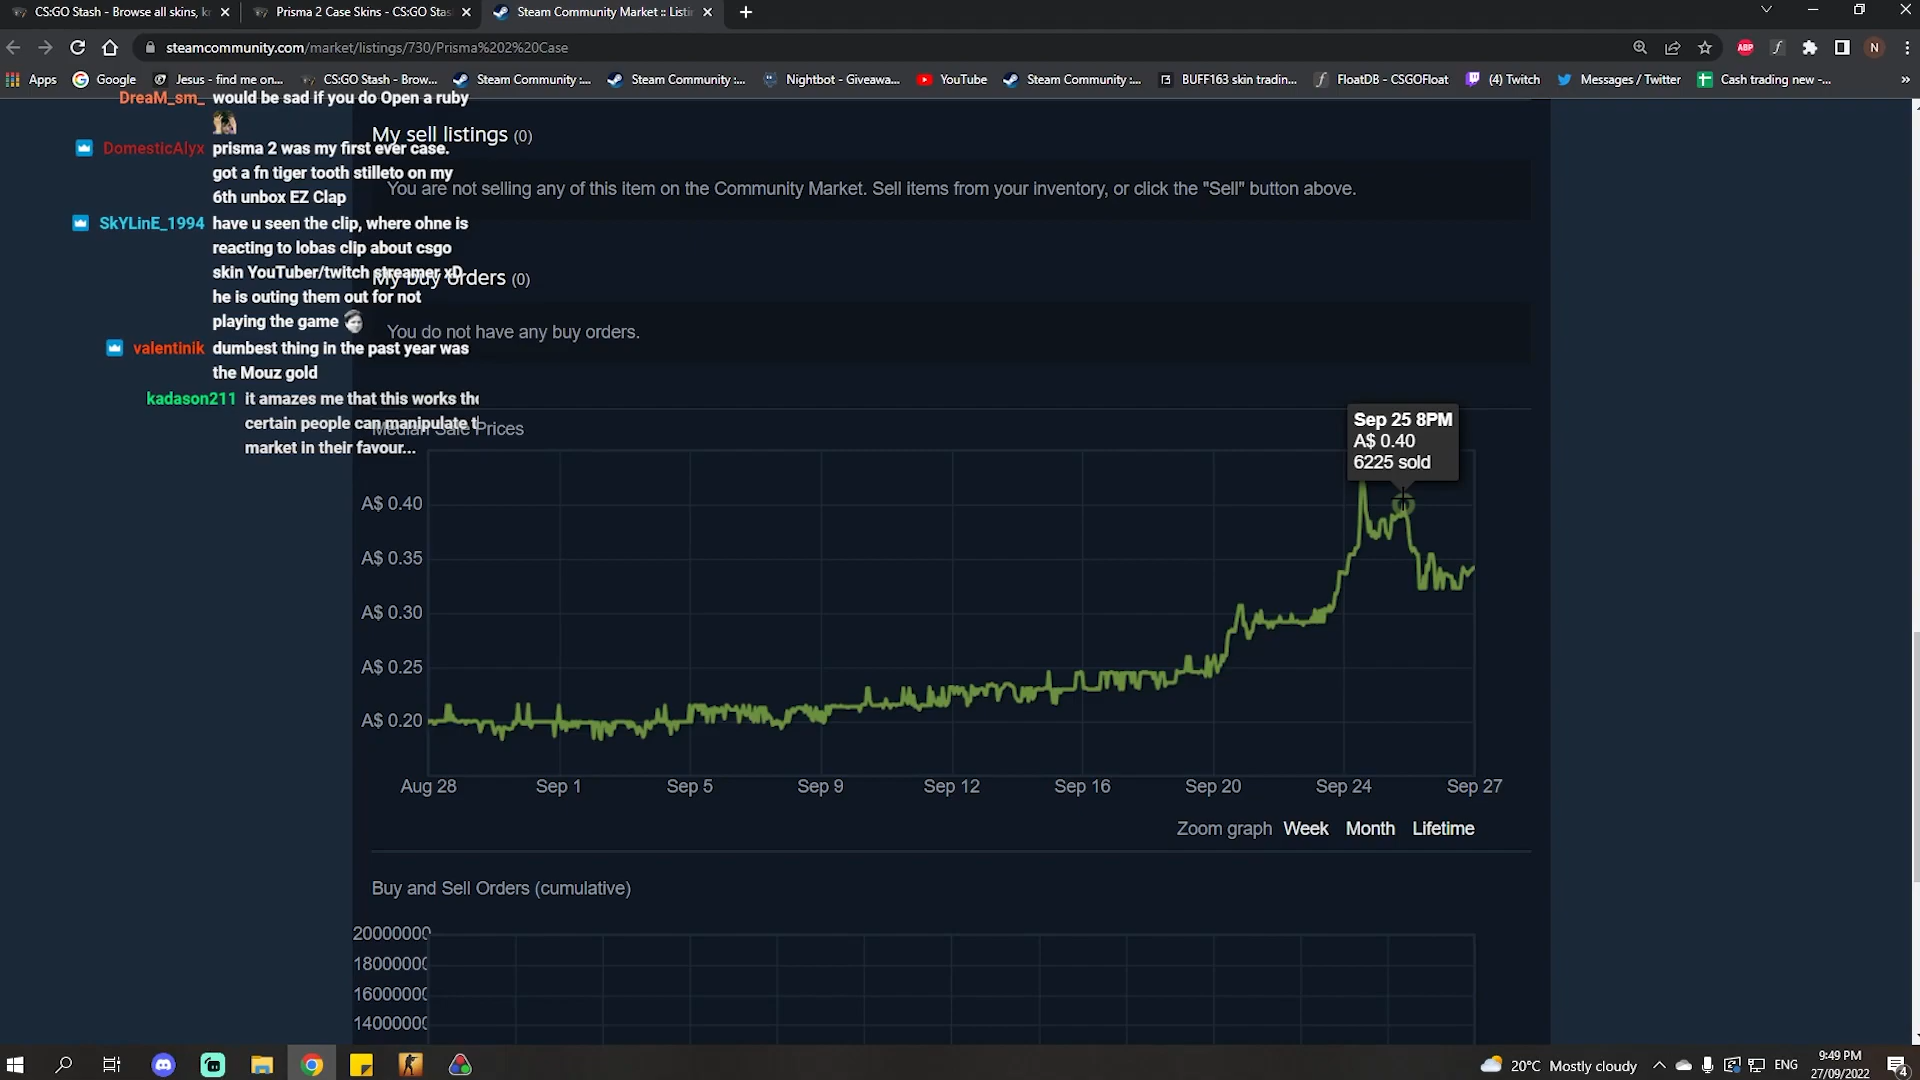 CS:GO Stash - Browse all skins, k
Prisma 2 Case Skins - CS:GO Stas
Steam Community Market :: Listi
steamcommunity.com/market/listings/730/Prisma%202%20Case
ABP
N
Apps
Google
Jesus - find me on...
CS:GO Stash - Brow...
Steam Community :...
Steam Community :...
Nightbot - Giveawa...
YouTube
Steam Community :...
BUFF163 skin tradin...
FloatDB - CSGOFloat
(4) Twitch
Messages / Twitter
Cash trading new -...
»
DreaM_sm_ would be sad if you do Open a ruby
DomesticAlyx prisma 2 was my first ever case.
got a fn tiger tooth stilleto on my
6th unbox EZ Clap
SkYLinE_1994 have u seen the clip, where ohne is
reacting to lobas clip about csgo
skin YouTuber/twitch streamer xD
he is outing them out for not
playing the game
valentinik dumbest thing in the past year was
the Mouz gold
kadason211 it amazes me that this works the
certain people can manipulate t
market in their favour...
My sell listings (0)
You are not selling any of this item on the Community Market. Sell items from your inventory, or click the "Sell" button above.
My buy orders (0)
You do not have any buy orders.
Median Sale Prices
Sep 25 8PM
A$ 0.40
6225 sold
A$ 0.40
A$ 0.35
A$ 0.30
A$ 0.25
A$ 0.20
Aug 28
Sep 1
Sep 5
Sep 9
Sep 12
Sep 16
Sep 20
Sep 24
Sep 27
Zoom graph Week Month Lifetime
Buy and Sell Orders (cumulative)
20000000
18000000
16000000
14000000
20°C Mostly cloudy
ENG
9:49 PM
27/09/2022
4